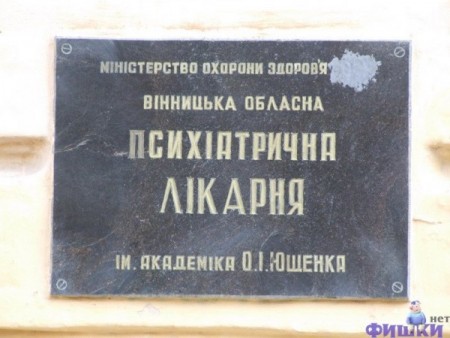 МІНІСТЕРСТВО ОХОРОНИ ЗДОРОВ'Я
ВІННИЦЬКА ОБЛАСНА
ПСИХІАТРИЧНА
ЛІКАРНЯ
ІМ. АКАДЕМІКА О.І.ЮЩЕНКА
ФИШКИ
нет